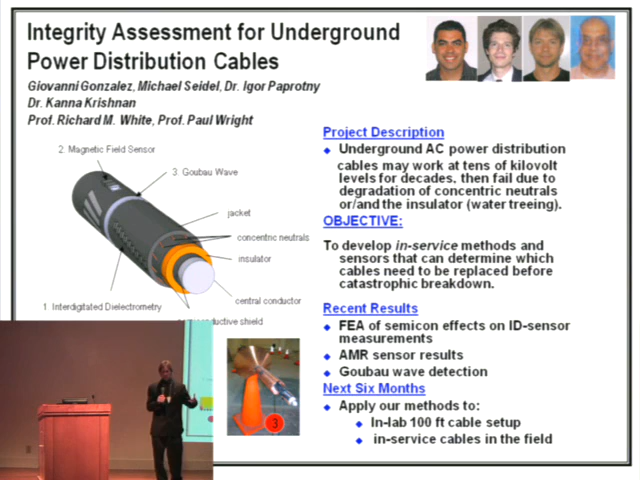 Integrity Assessment for Underground
Power Distribution Cables
Giovanni Gonzalez, Michael Seidel, Dr. Igor Paprotny
Dr. Kanna Krishnan
Prof. Richard M. White, Prof. Paul Wright
2. Magnetic Field Sensor
3. Goubau Wave
jacket
concentric neutrals
insulator
central conductor
1 Interdigitated Dielectrometry
conductive shield
Project Description
Underground AC power distribution
cables may work at tens of kilovolt
levels for decades, then fail due to
degradation of concentric neutrals
or/and the insulator (water treeing).
OBJECTIVE:
To develop in-service methods and
sensors that can determine which
cables need to be replaced before
catastrophic breakdown.
Recent Results
FEA of semicon effects on ID-sensor
measurements
AMR sensor results
Goubau wave detection
Next Six Months
Apply our methods to:
In-lab 100 ft cable setup
in-service cables in the field
3